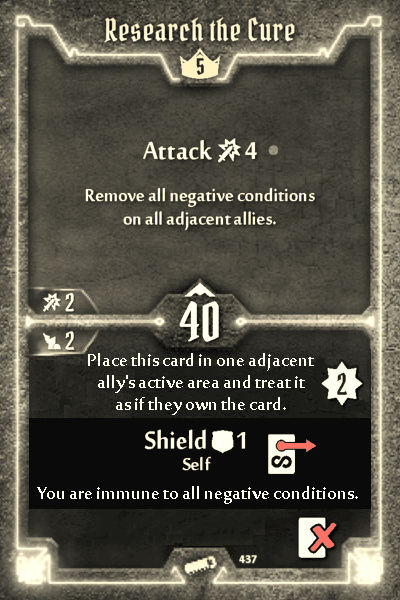 Research the Cure
5
Attack 4
Remove all negative conditions
on all adjacent allies.
2
40
2
Place this card in one adjacent
ally's active area and treat it
as if they own the card.
2
Shield 1
Self
S
You are immune to all negative conditions.
437